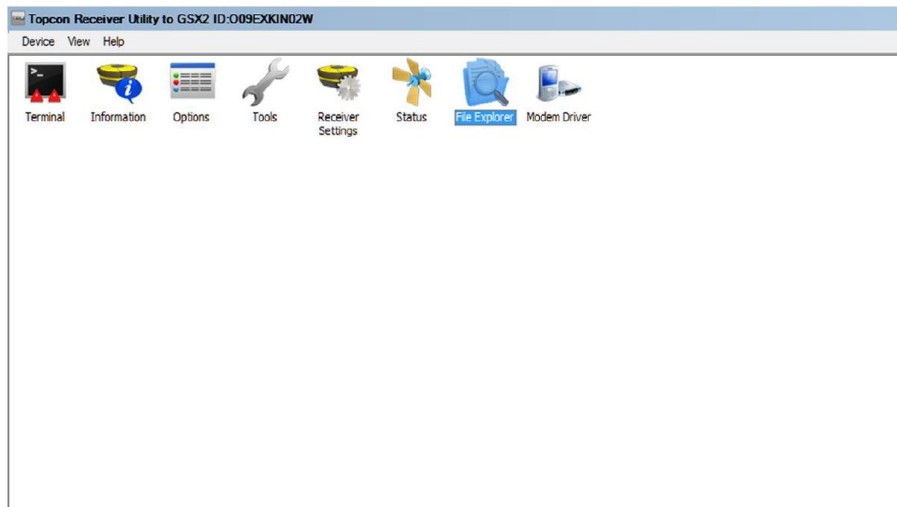 Topcon Receiver Utility to GSX2 ID:O09EXKIN02W
Device View Help
Terminal Information Options Tools Receiver Settings Status File Explorer Modem Driver